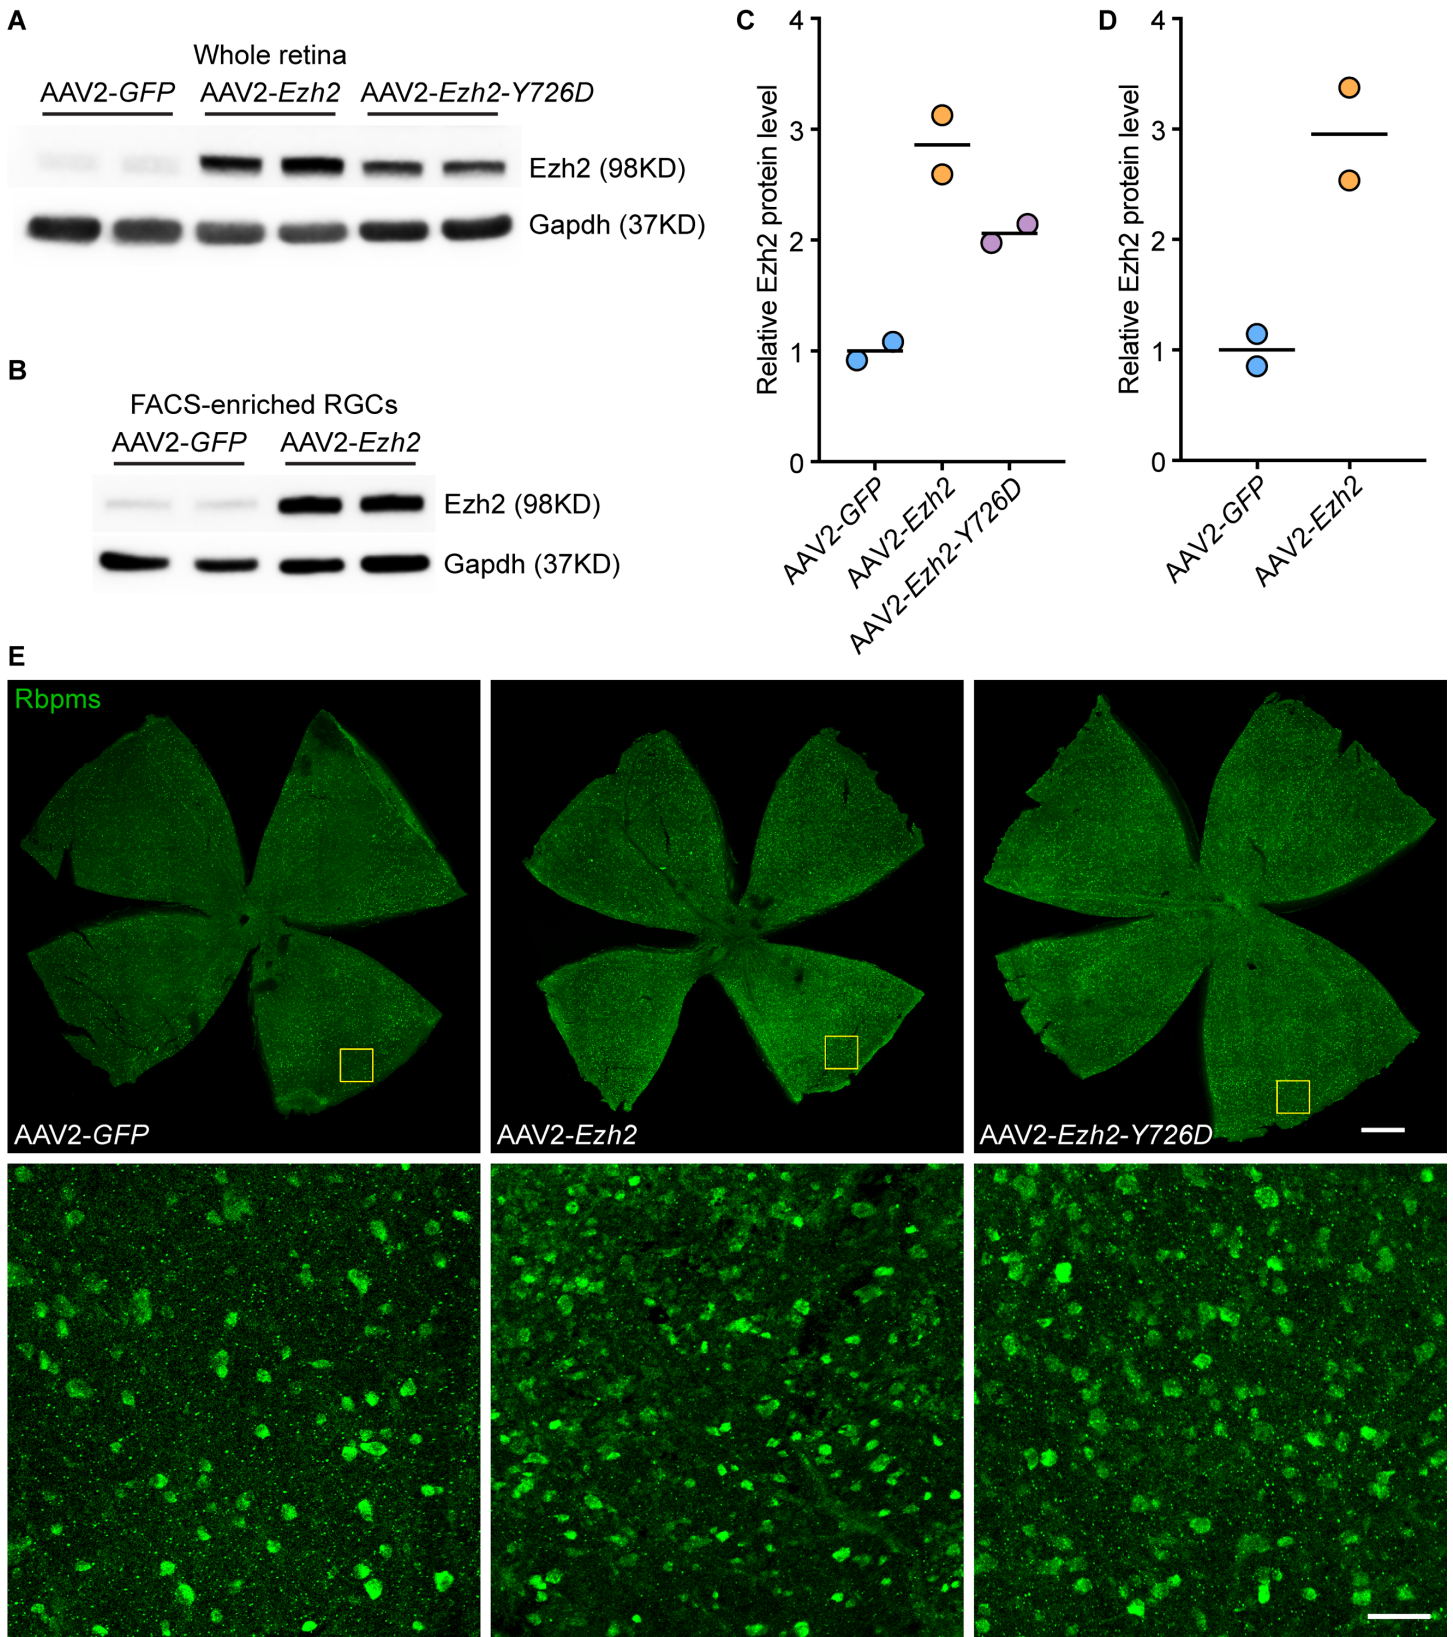 A
Whole retina
AAV2-GFP AAV2-Ezh2 AAV2-Ezh2-Y726D
Ezh2 (98KD)
Gapdh (37KD)
B
FACS-enriched RGCs
AAV2-GFP AAV2-Ezh2
Ezh2 (98KD)
Gapdh (37KD)
C
Relative Ezh2 protein level
4
3
2
1
0
AAV2-GFP
AAV2-Ezh2
AAV2-Ezh2-Y726D
D
Relative Ezh2 protein level
4
3
2
1
0
AAV2-GFP
AAV2-Ezh2
E
Rbpms
AAV2-GFP
AAV2-Ezh2
AAV2-Ezh2-Y726D